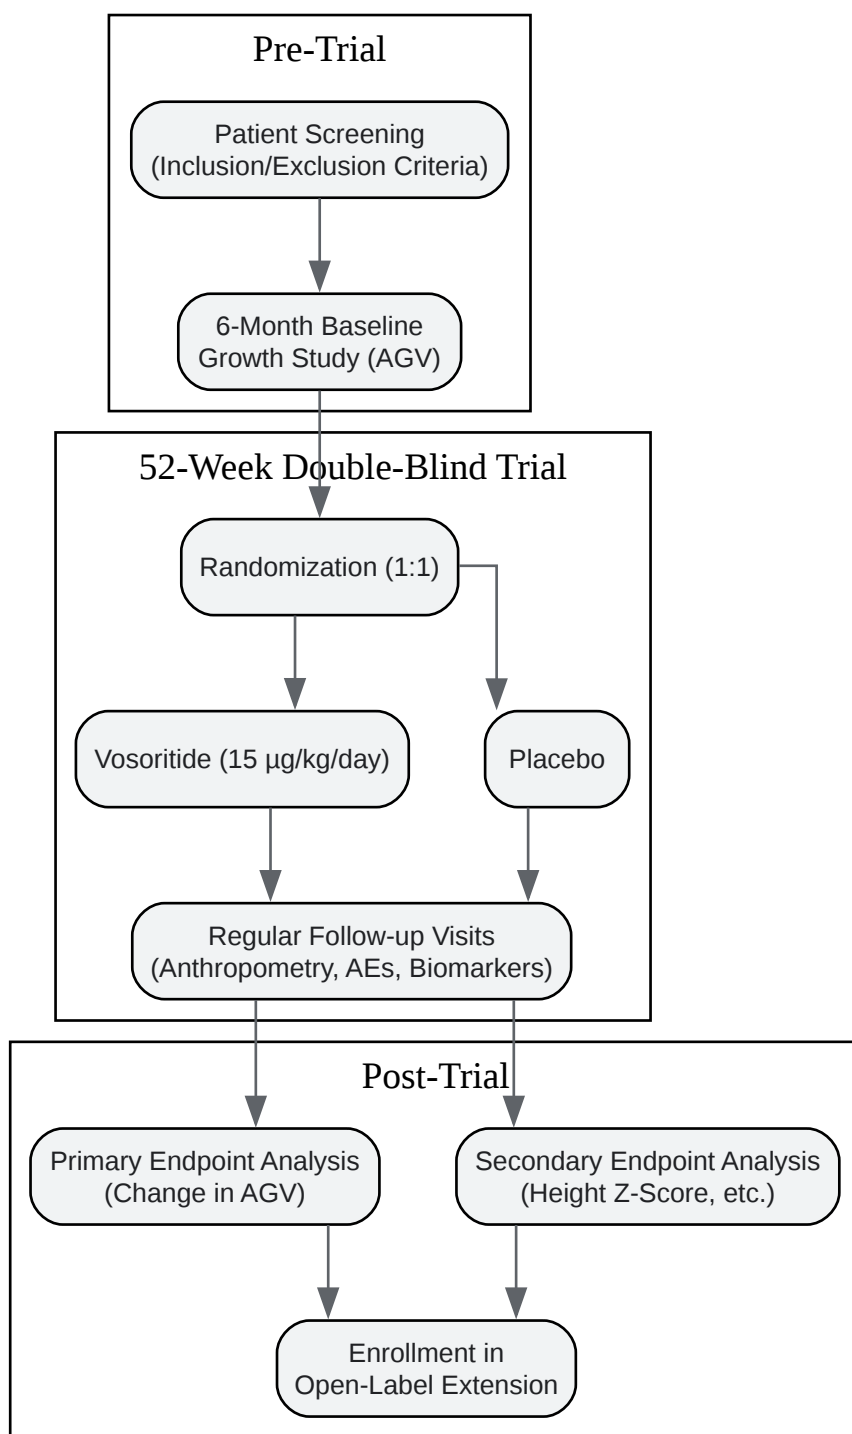 Pre-Trial
Patient Screening
(Inclusion/Exclusion Criteria)
6-Month Baseline
Growth Study (AGV)
52-Week Double-Blind Trial
Randomization (1:1)
Vosoritide (15 µg/kg/day)
Placebo
Regular Follow-up Visits
(Anthropometry, AEs, Biomarkers)
Post-Trial
Primary Endpoint Analysis
(Change in AGV)
Secondary Endpoint Analysis
(Height Z-Score, etc.)
Enrollment in
Open-Label Extension